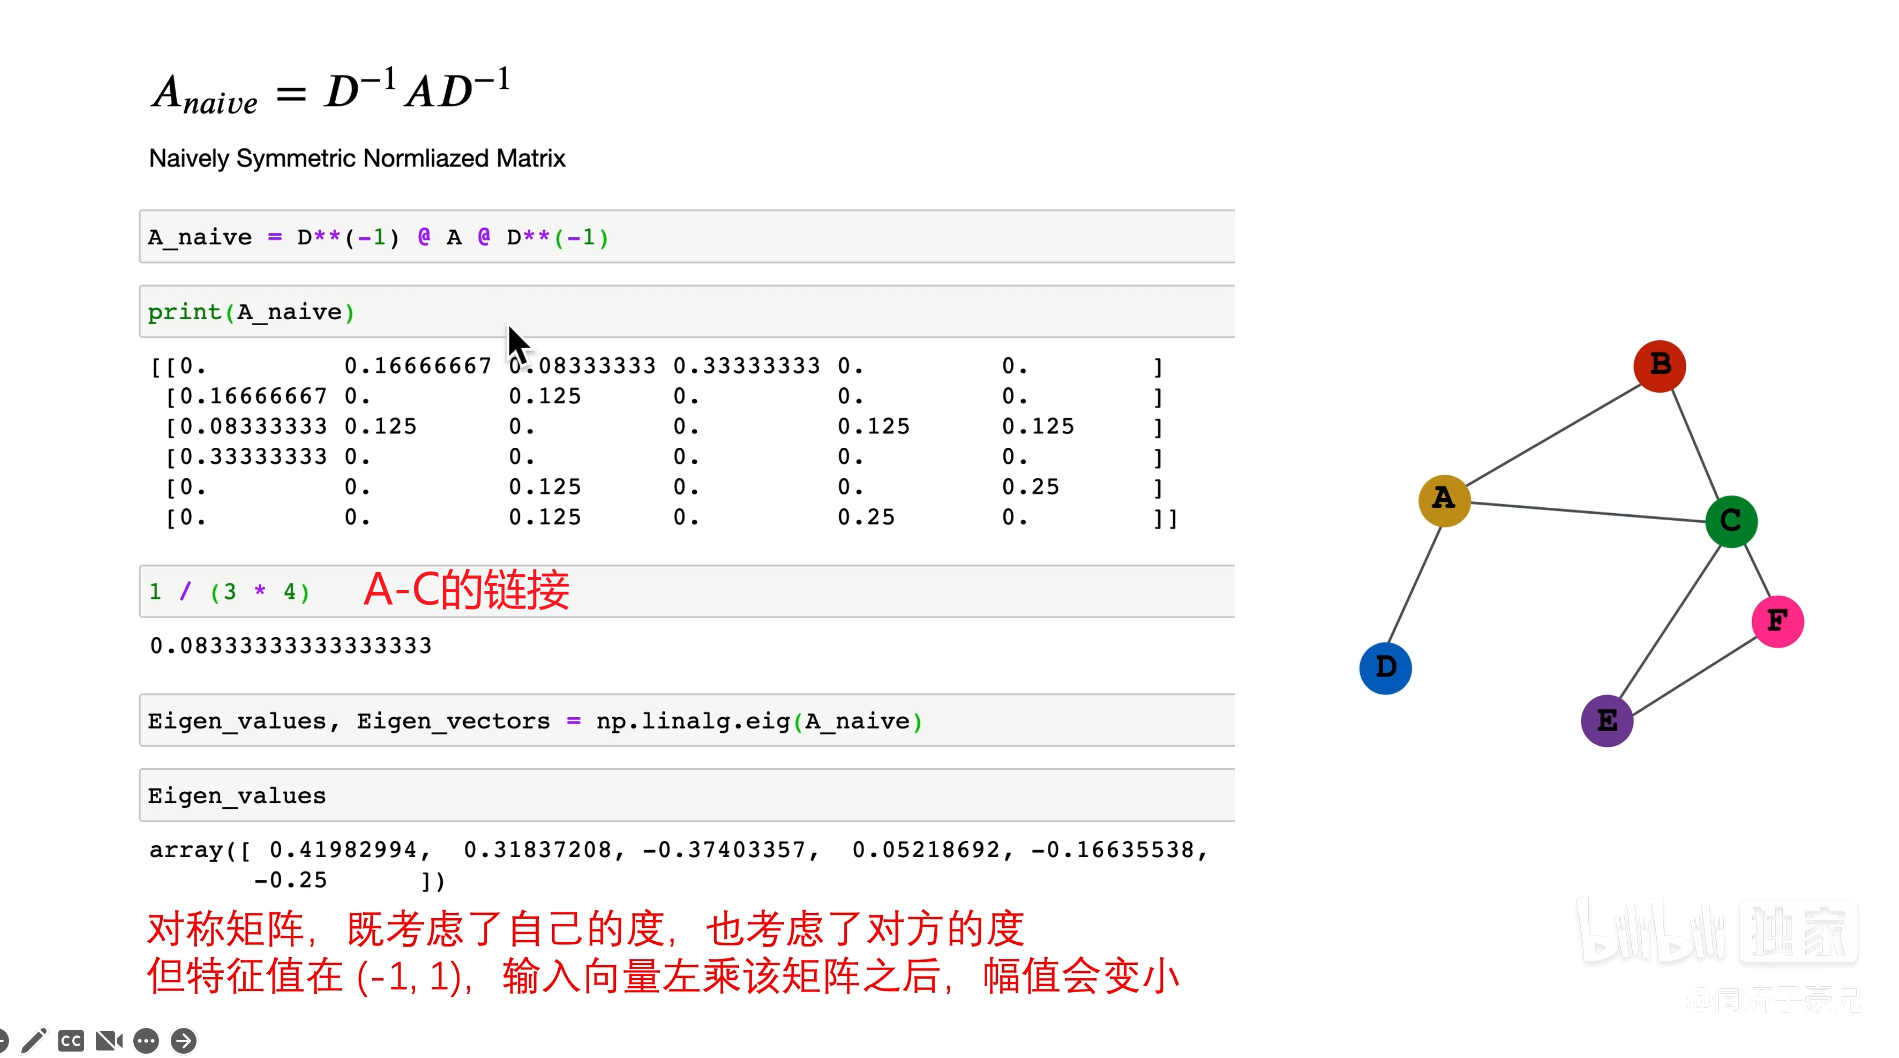 A_naive = D^{-1}AD^{-1}
Naively Symmetric Normliazed Matrix
A_naive = D**(-1) @ A @ D**(-1)
print(A_naive)
[[0.         0.16666667 0.08333333 0.33333333 0.         0.        ]
 [0.16666667 0.         0.125      0.         0.         0.        ]
 [0.08333333 0.125      0.         0.         0.125      0.125     ]
 [0.33333333 0.         0.         0.         0.         0.        ]
 [0.         0.         0.125      0.         0.         0.25      ]
 [0.         0.         0.125      0.         0.25       0.        ]]
1 / (3 * 4) A-C的链接
0.08333333333333333
Eigen_values, Eigen_vectors = np.linalg.eig(A_naive)
Eigen_values
array([ 0.41982994,  0.31837208, -0.37403357,  0.05218692, -0.16635538,
       -0.25      ])
对称矩阵，既考虑了自己的度，也考虑了对方的度
但特征值在 (-1, 1)，输入向量左乘该矩阵之后，幅值会变小
B
A
C
F
D
E
bilibili 独家
@同济子豪兄
CC